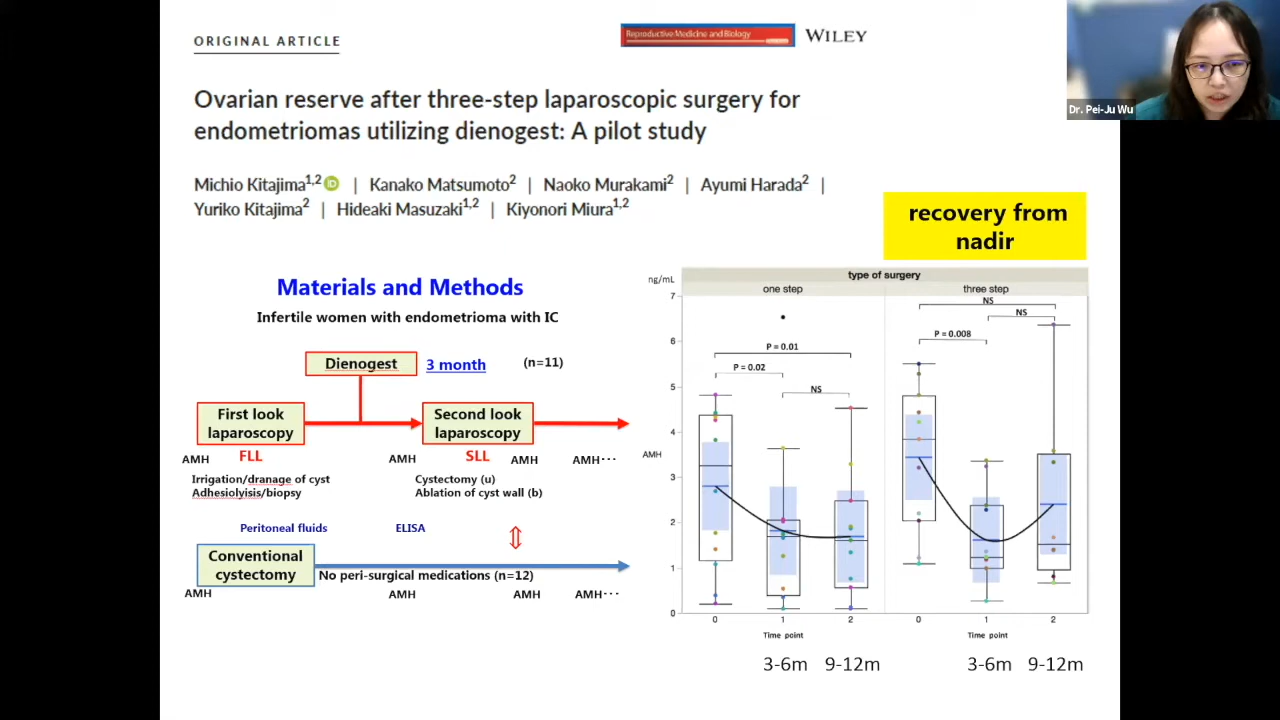 ORIGINAL ARTICLE
Reproductive Medicine and Biology
WILEY
Dr. Pei-Ju Wu
Ovarian reserve after three-step laparoscopic surgery for
endometriomas utilizing dienogest: A pilot study
Michio Kitajima1,2 iD | Kanako Matsumoto2 | Naoko Murakami2 | Ayumi Harada2 |
Yuriko Kitajima2 | Hideaki Masuzaki1,2 | Kiyonori Miura1,2
recovery from
nadir
Materials and Methods
Infertile women with endometrioma with IC
Dienogest
3 month
(n=11)
First look
laparoscopy
Second look
laparoscopy
AMH
FLL
AMH
SLL
AMH
AMH···
Irrigation/dranage of cyst
Adhesiolyisis/biopsy
Cystectomy (u)
Ablation of cyst wall (b)
Peritoneal fluids
ELISA
Conventional
cystectomy
No peri-surgical medications (n=12)
AMH
AMH
AMH
AMH···
ng/mL
type of surgery
one step
three step
7
6
5
4
3
2
1
0
AMH
P = 0.01
P = 0.02
NS
NS
NS
P = 0.008
0
1
2
0
1
2
Time point
Time point
3-6m
9-12m
3-6m
9-12m